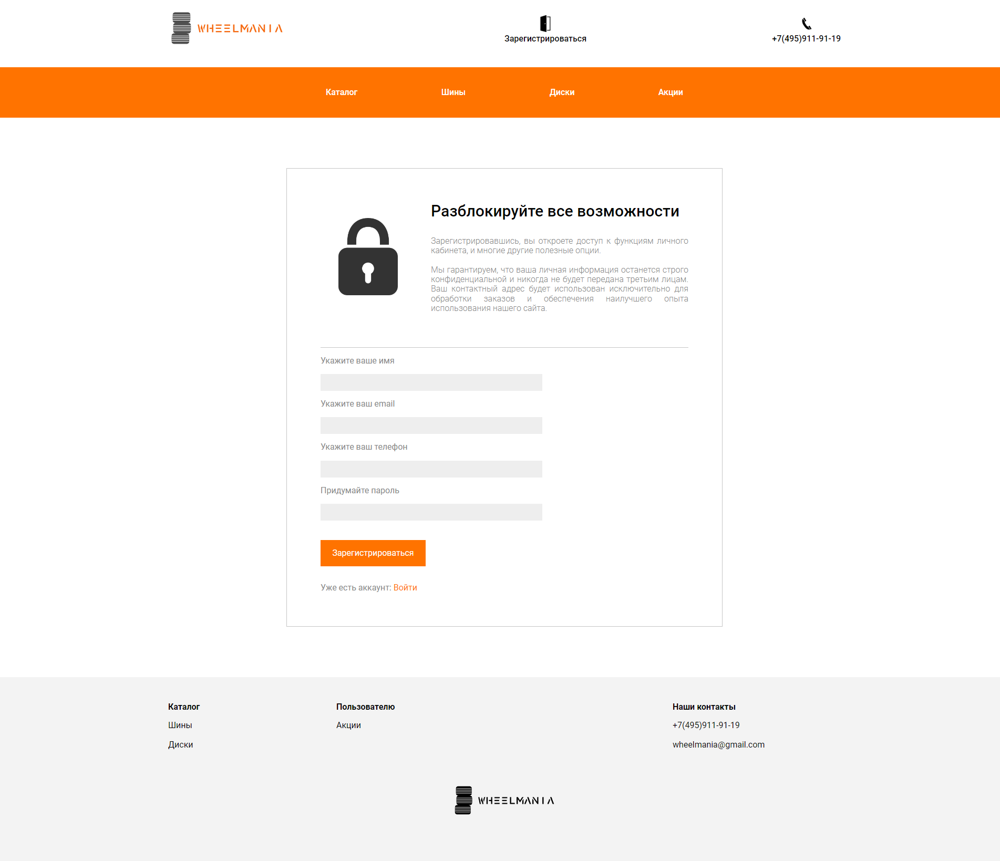 WHEELMANIA
Зарегистрироваться
+7(495)911-91-19
Каталог
Шины
Диски
Акции
Разблокируйте все возможности
Зарегистрировавшись, вы откроете доступ к функциям личного
кабинета, и многие другие полезные опции.
Мы гарантируем, что ваша личная информация останется строго
конфиденциальной и никогда не будет передана третьим лицам.
Ваш контактный адрес будет использован исключительно для
обработки заказов и обеспечения наилучшего опыта
использования нашего сайта.
Укажите ваше имя
Укажите ваш email
Укажите ваш телефон
Придумайте пароль
Зарегистрироваться
Уже есть аккаунт: Войти
Каталог
Шины
Диски
Пользователю
Акции
Наши контакты
+7(495)911-91-19
wheelmania@gmail.com
WHEELMANIA